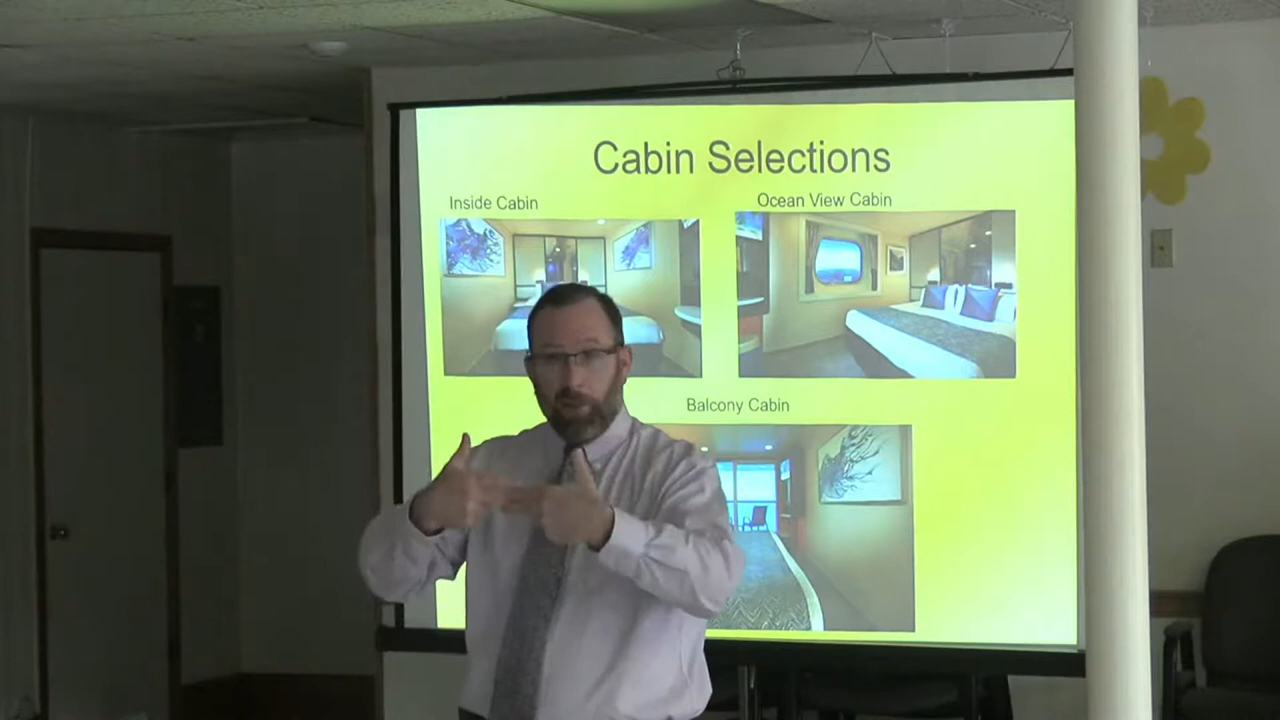 Cabin Selections
Inside Cabin
Ocean View Cabin
Balcony Cabin